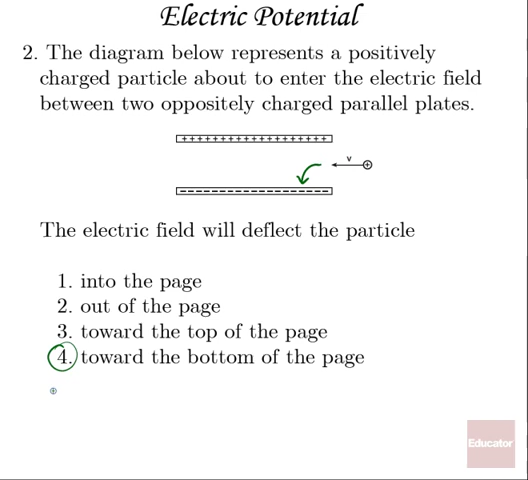 Electric Potential
2. The diagram below represents a positively
charged particle about to enter the electric field
between two oppositely charged parallel plates.
+++++++++++++++++++
v
+
The electric field will deflect the particle
1. into the page
2. out of the page
3. toward the top of the page
4. toward the bottom of the page
Educator